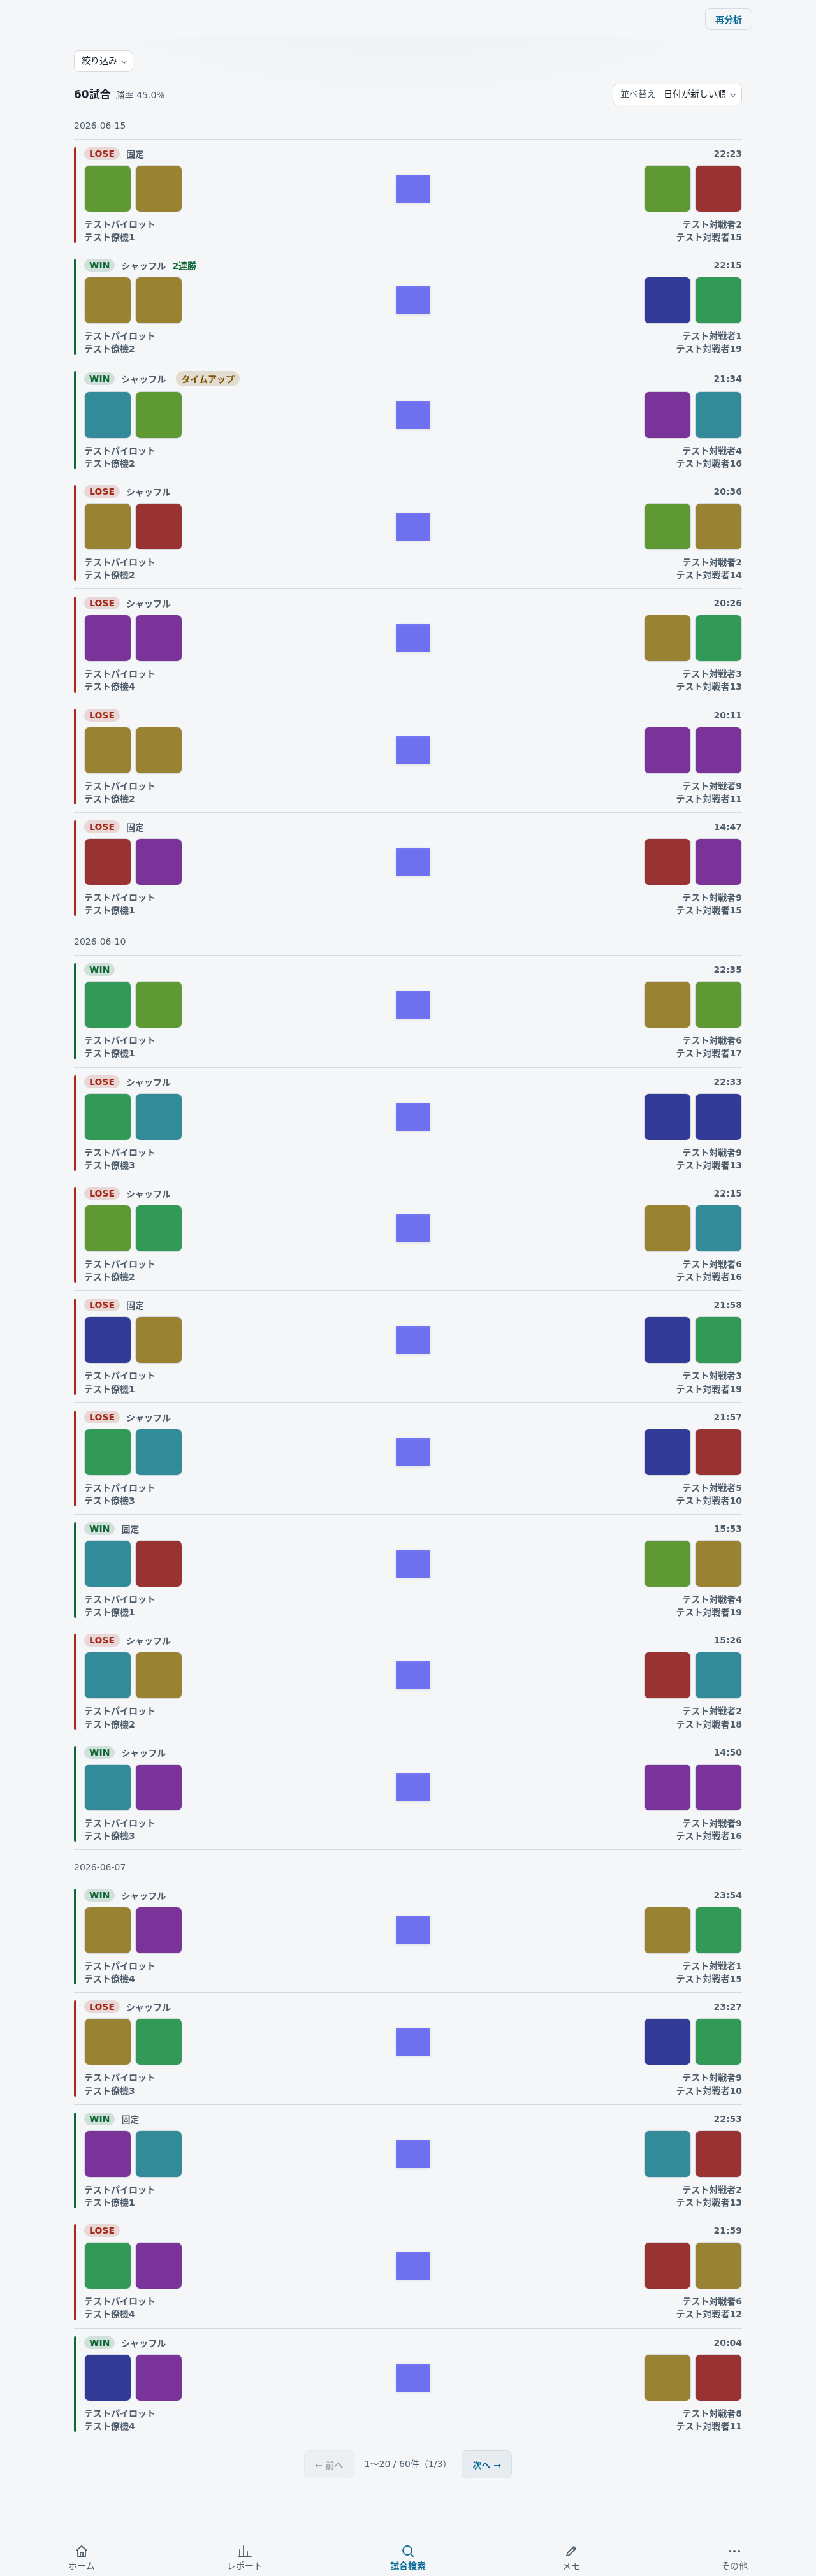 再分析
絞り込み
60試合 勝率 45.0%
並べ替え 日付が新しい順
2026-06-15
LOSE 固定 22:23
テストパイロット テスト対戦者2
テスト僚機1 テスト対戦者15
WIN シャッフル 2連勝 22:15
テストパイロット テスト対戦者1
テスト僚機2 テスト対戦者19
WIN シャッフル タイムアップ 21:34
テストパイロット テスト対戦者4
テスト僚機2 テスト対戦者16
LOSE シャッフル 20:36
テストパイロット テスト対戦者2
テスト僚機2 テスト対戦者14
LOSE シャッフル 20:26
テストパイロット テスト対戦者3
テスト僚機4 テスト対戦者13
LOSE 20:11
テストパイロット テスト対戦者9
テスト僚機2 テスト対戦者11
LOSE 固定 14:47
テストパイロット テスト対戦者9
テスト僚機1 テスト対戦者15
2026-06-10
WIN 22:35
テストパイロット テスト対戦者6
テスト僚機1 テスト対戦者17
LOSE シャッフル 22:33
テストパイロット テスト対戦者9
テスト僚機3 テスト対戦者13
LOSE シャッフル 22:15
テストパイロット テスト対戦者6
テスト僚機2 テスト対戦者16
LOSE 固定 21:58
テストパイロット テスト対戦者3
テスト僚機1 テスト対戦者19
LOSE シャッフル 21:57
テストパイロット テスト対戦者5
テスト僚機3 テスト対戦者10
WIN 固定 15:53
テストパイロット テスト対戦者4
テスト僚機1 テスト対戦者19
LOSE シャッフル 15:26
テストパイロット テスト対戦者2
テスト僚機2 テスト対戦者18
WIN シャッフル 14:50
テストパイロット テスト対戦者9
テスト僚機3 テスト対戦者16
2026-06-07
WIN シャッフル 23:54
テストパイロット テスト対戦者1
テスト僚機4 テスト対戦者15
LOSE シャッフル 23:27
テストパイロット テスト対戦者9
テスト僚機3 テスト対戦者10
WIN 固定 22:53
テストパイロット テスト対戦者2
テスト僚機1 テスト対戦者13
LOSE 21:59
テストパイロット テスト対戦者6
テスト僚機4 テスト対戦者12
WIN シャッフル 20:04
テストパイロット テスト対戦者8
テスト僚機4 テスト対戦者11
← 前へ 1〜20 / 60件（1/3） 次へ →
ホーム レポート 試合検索 メモ その他